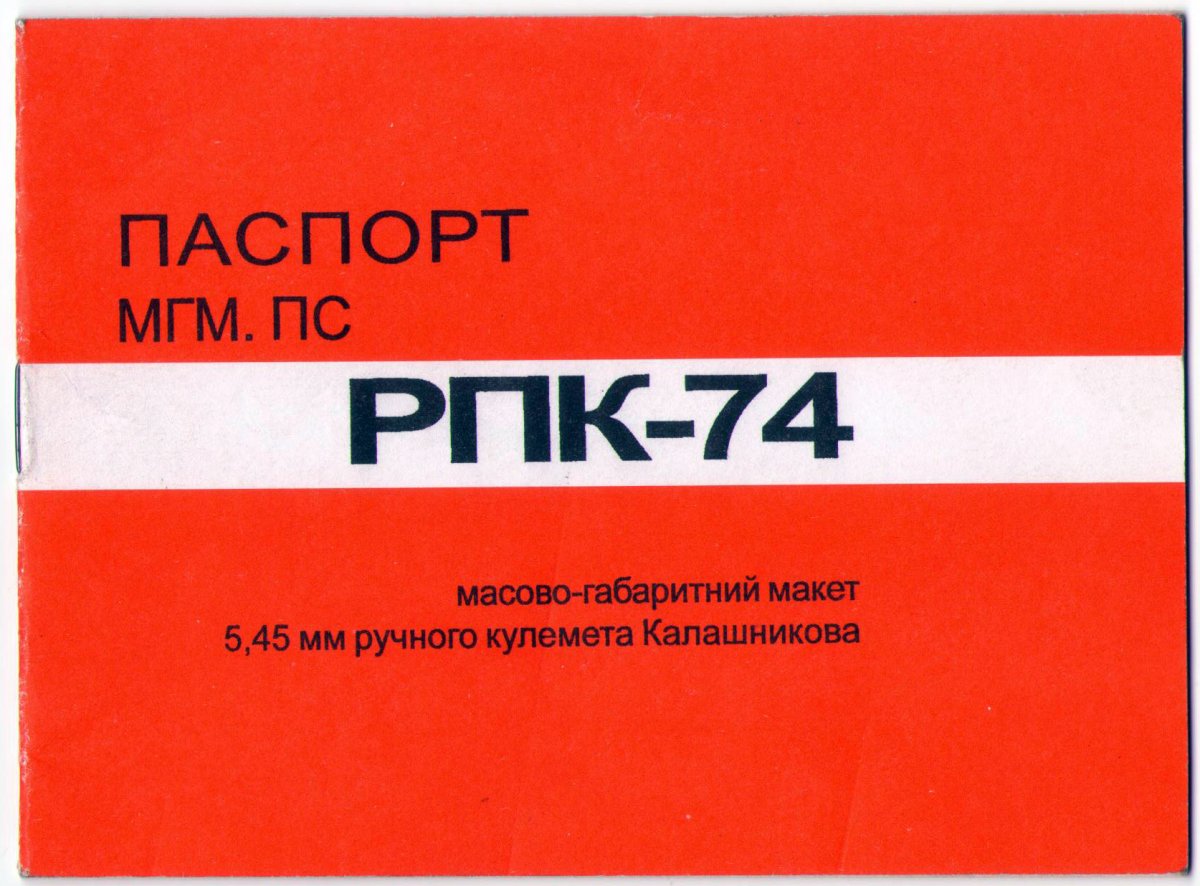 ПАСПОРТ
МГМ. ПС
РПК-74
масово-габаритний макет
5,45 мм ручного кулемета Калашникова